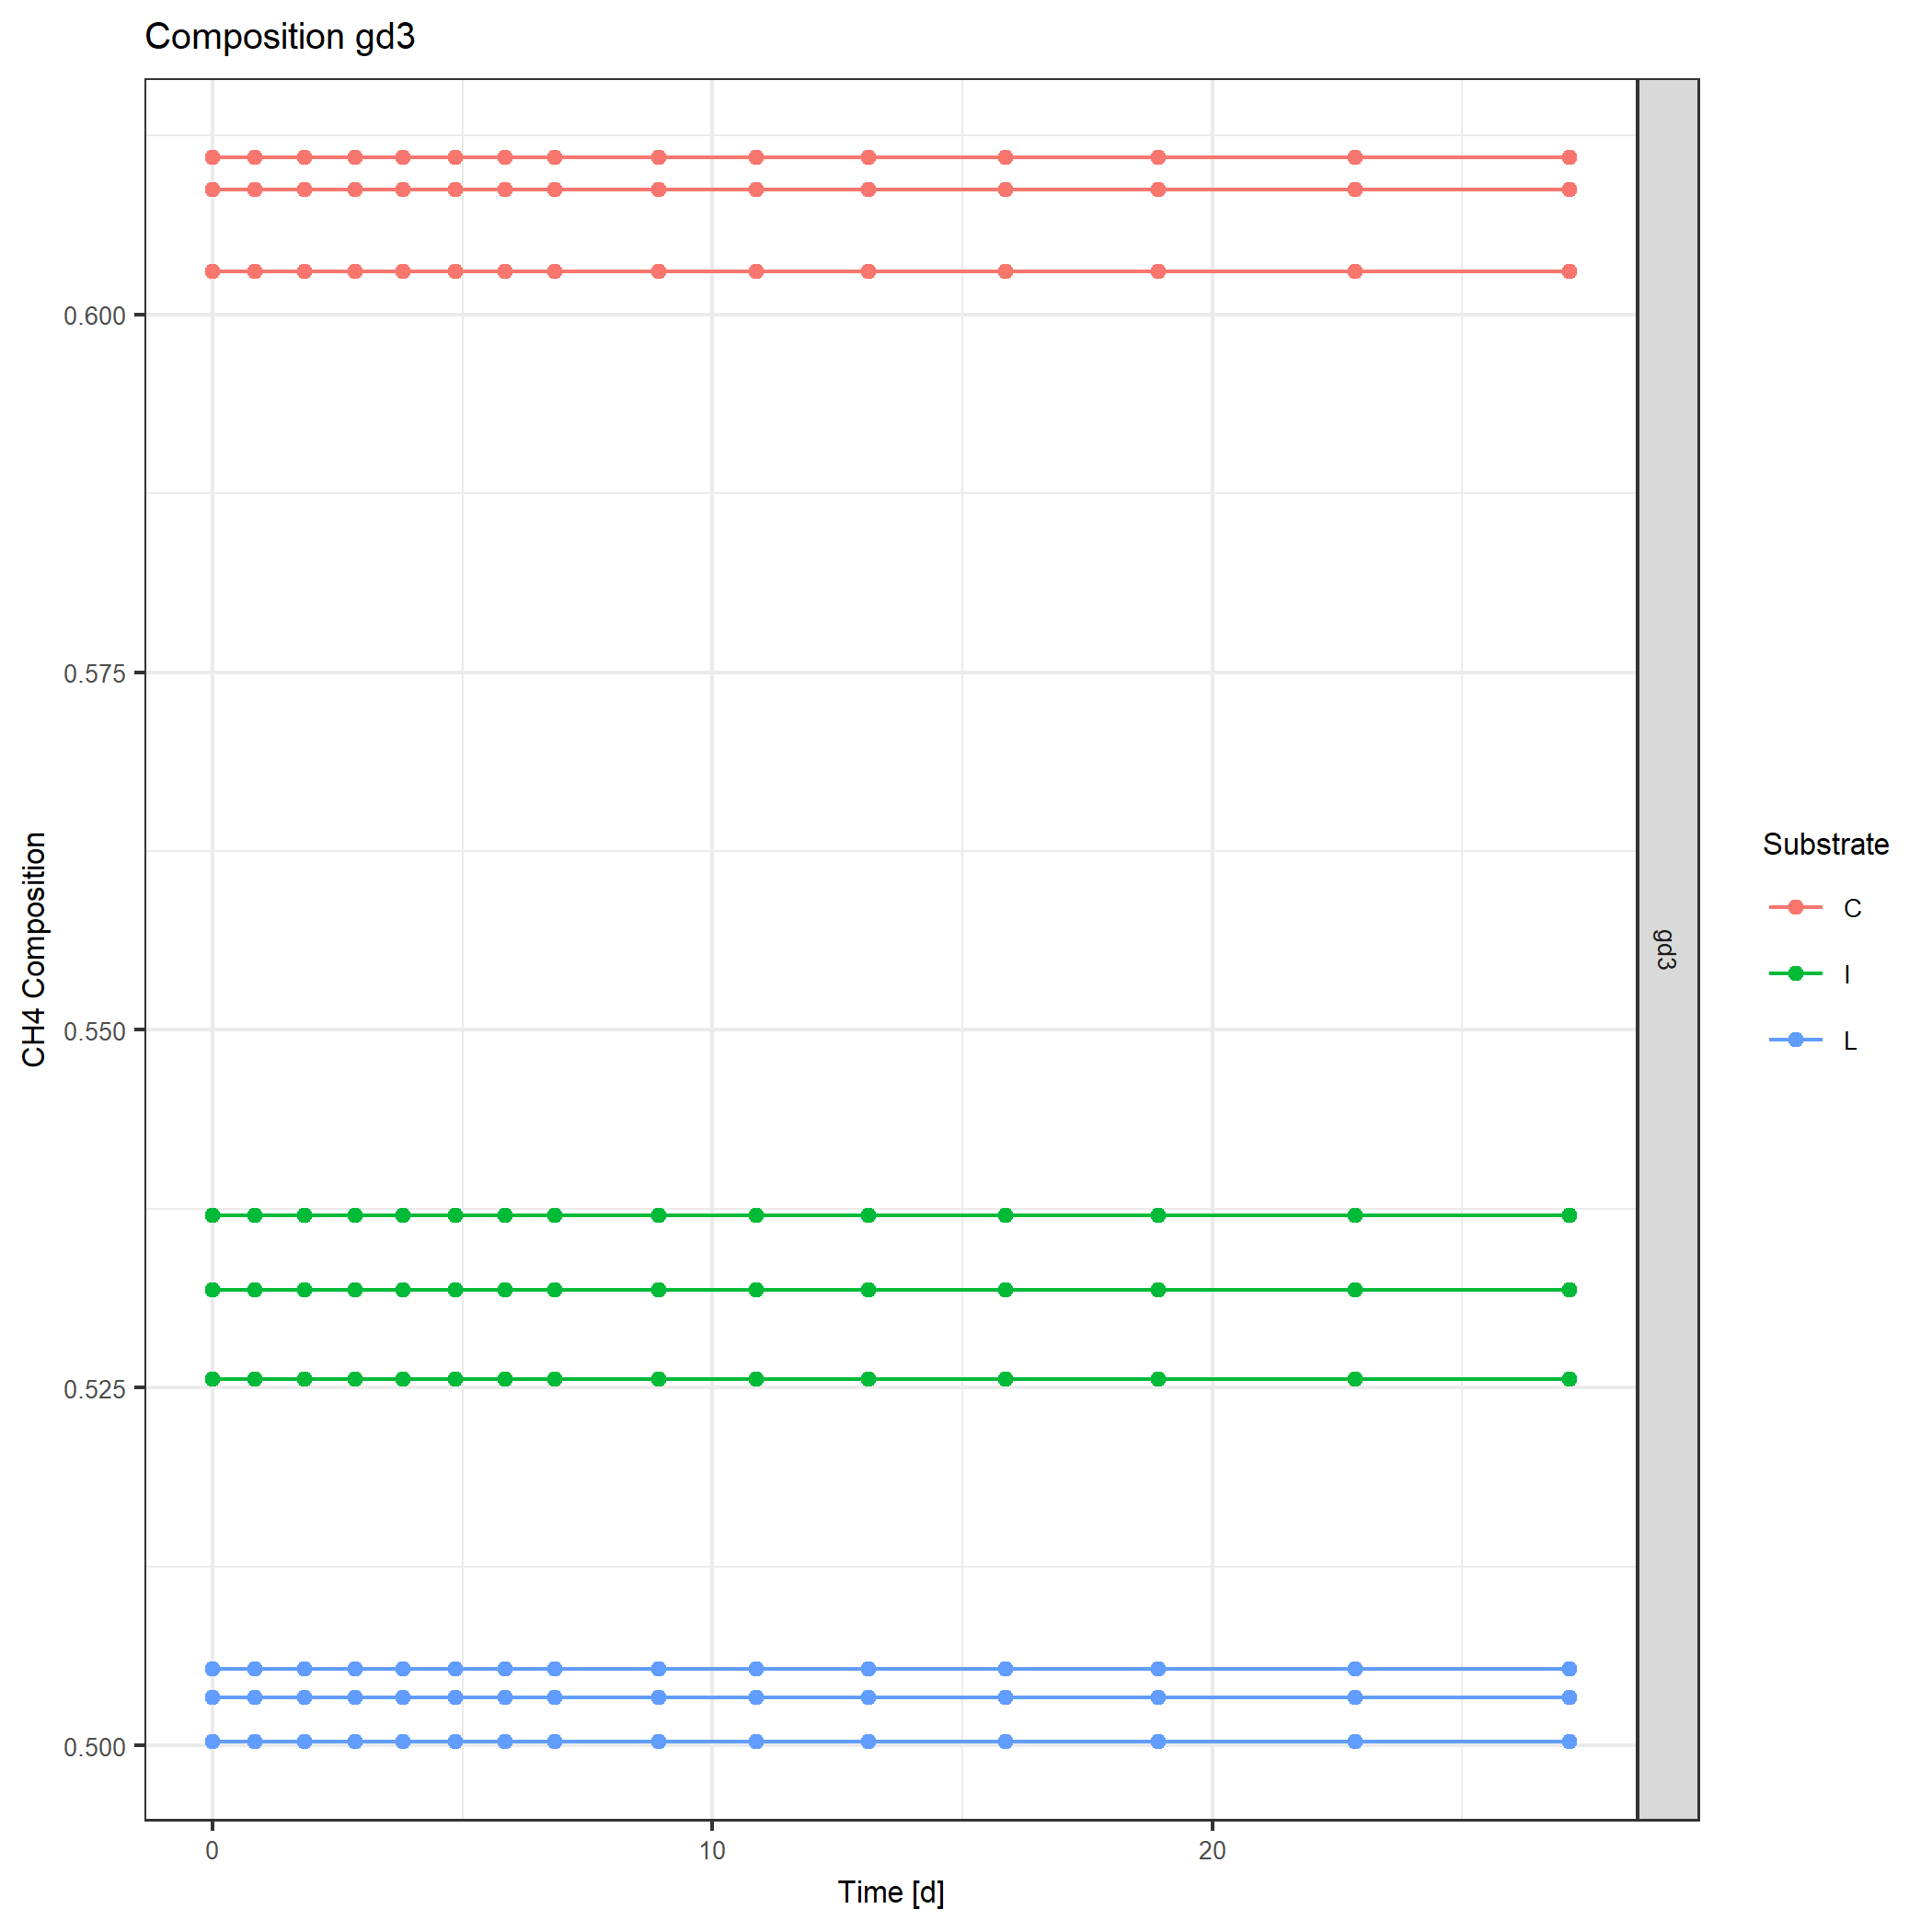 Composition gd3
0.600
0.575
0.550
0.525
0.500
CH4 Composition
0
10
20
Time [d]
gd3
Substrate
C
I
L